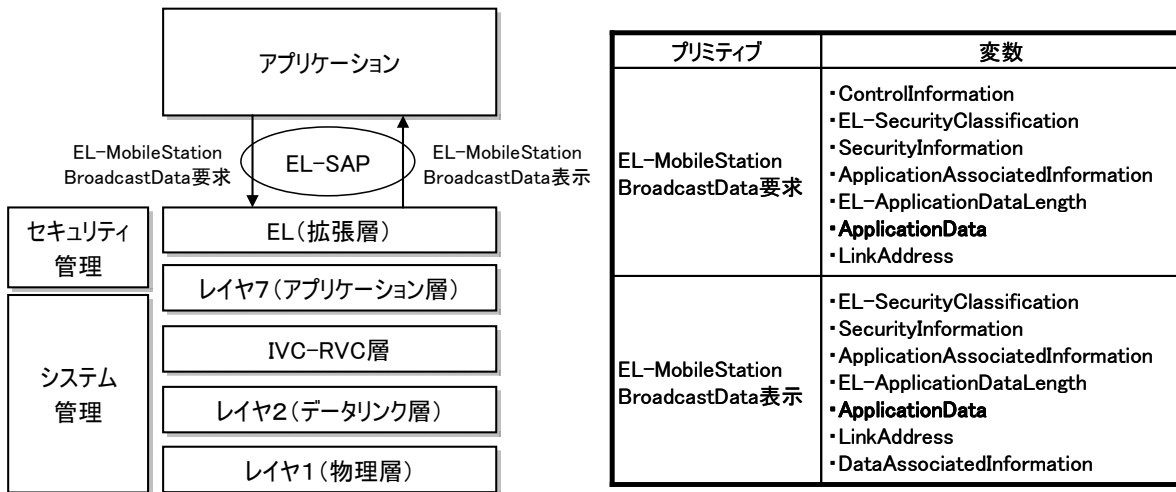 アプリケーション
EL-MobileStation
BroadcastData要求
EL-SAP
EL-MobileStation
BroadcastData表示
セキュリティ
管理
EL(拡張層)
レイヤ7(アプリケーション層)
システム
管理
IVC-RVC層
レイヤ2(データリンク層)
レイヤ1(物理層)
プリミティブ
変数
EL-MobileStation
BroadcastData要求
・ControlInformation
・EL-SecurityClassification
・SecurityInformation
・ApplicationAssociatedInformation
・EL-ApplicationDataLength
・ApplicationData
・LinkAddress
EL-MobileStation
BroadcastData表示
・EL-SecurityClassification
・SecurityInformation
・ApplicationAssociatedInformation
・EL-ApplicationDataLength
・ApplicationData
・LinkAddress
・DataAssociatedInformation